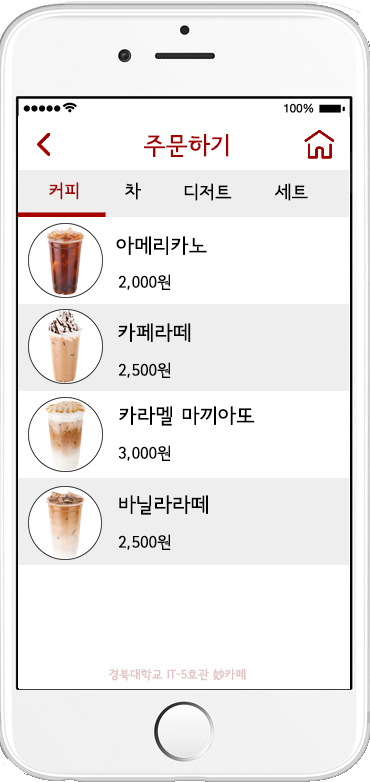 100%
주문하기
커피 차 디저트 세트
아메리카노
2,000원
카페라떼
2,500원
카라멜 마끼아또
3,000원
바닐라라떼
2,500원
경북대학교 IT-5호관 妙카페